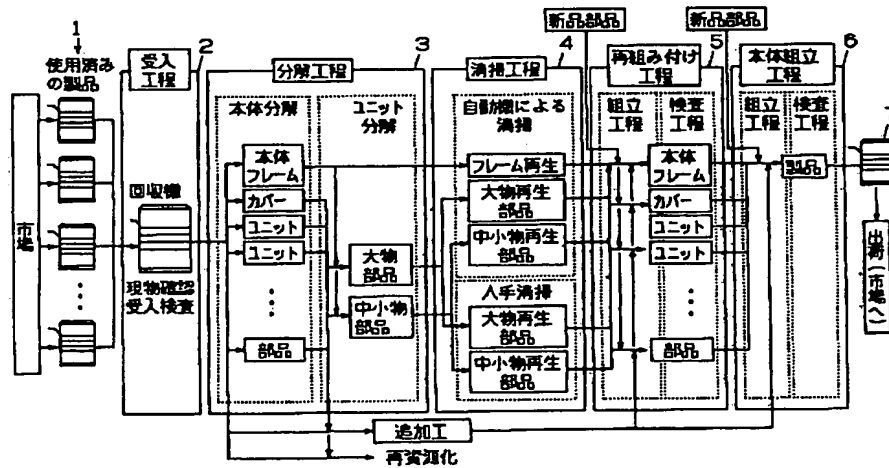 1
使用済み
の製品
市場
受入
工程
2
回収機
現物確認
受入検査
分解工程
3
本体分解
ユニット
分解
本体
フレーム
カバー
ユニット
ユニット
部品
大物
部品
中小物
部品
清掃工程
4
自動機による
清掃
フレーム再生
大物再生
部品
中小物再生
部品
人手清掃
大物再生
部品
中小物再生
部品
新品部品
再組み付け
工程
5
組立
工程
検査
工程
本体
フレーム
カバー
ユニット
ユニット
部品
新品部品
本体組立
工程
6
組立
工程
検査
工程
製品
出荷(市場へ)
追加工
再資源化